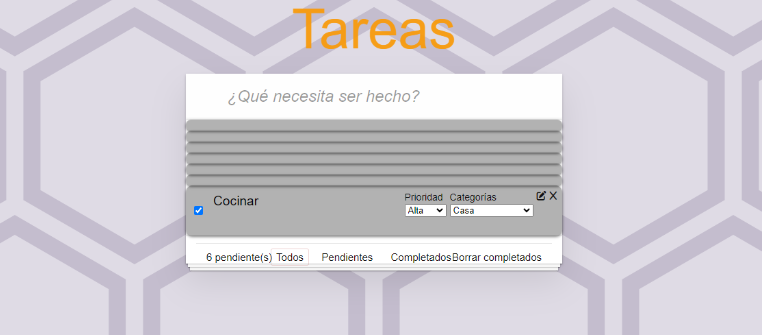 Tareas
¿Qué necesita ser hecho?
Prioridad Categorías
Cocinar
Alta Casa
6 pendiente(s) Todos Pendientes Completados Borrar completados